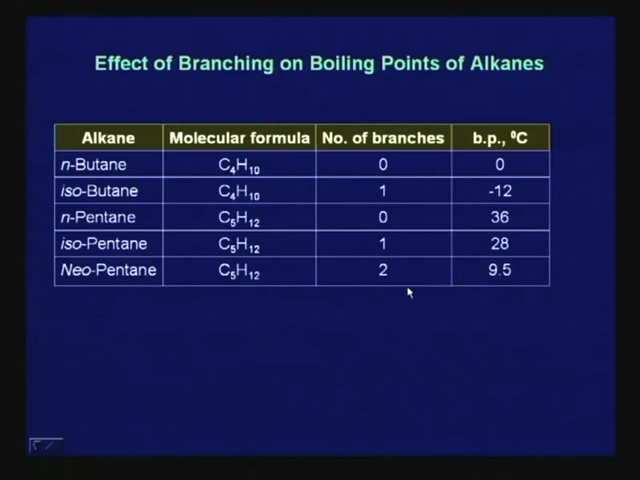 Effect of Branching on Boiling Points of Alkanes
Alkane Molecular formula No. of branches b.p., ⁰C
n-Butane C₄H₁₀ 0 0
iso-Butane C₄H₁₀ 1 -12
n-Pentane C₅H₁₂ 0 36
iso-Pentane C₅H₁₂ 1 28
Neo-Pentane C₅H₁₂ 2 9.5